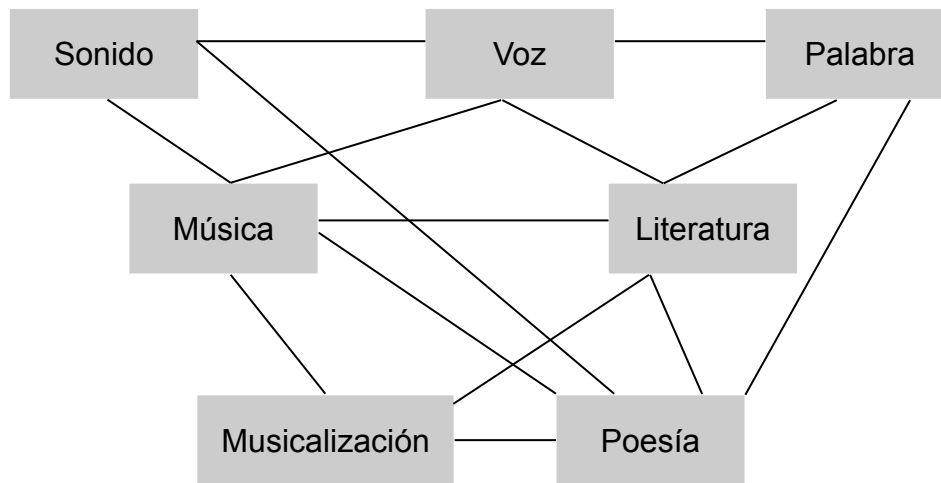 Sonido
Voz
Palabra
Música
Literatura
Musicalización
Poesía